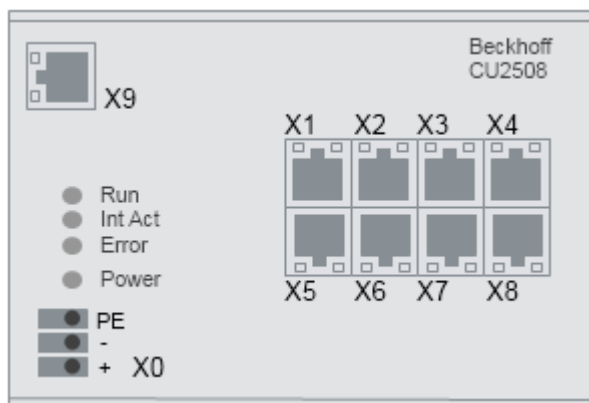 Beckhoff
CU2508
X9
X1 X2 X3 X4
Run
Int Act
Error
Power
X5 X6 X7 X8
PE
-
+ X0